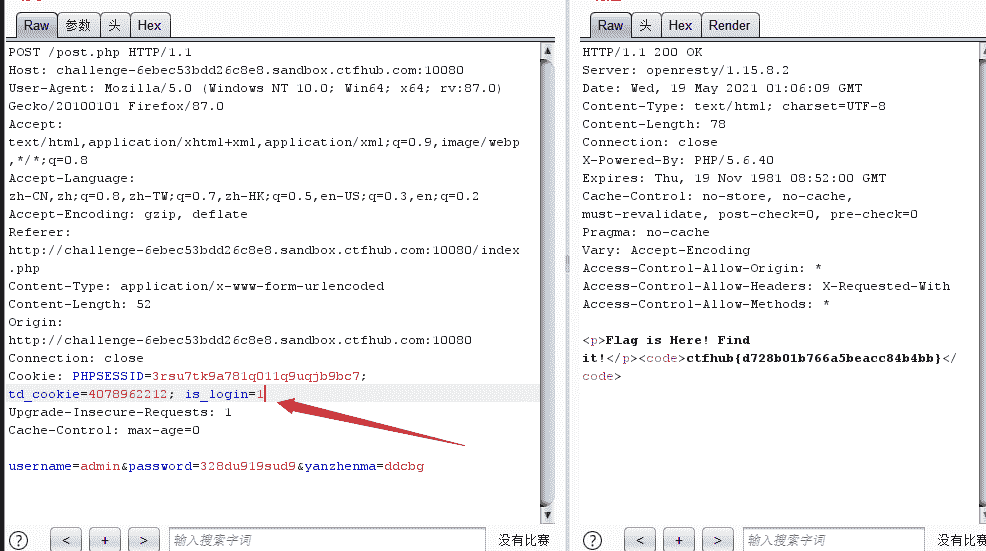 Raw 参数 头 Hex
POST /post.php HTTP/1.1
Host: challenge-6ebec53bdd26c8e8.sandbox.ctfhub.com:10080
User-Agent: Mozilla/5.0 (Windows NT 10.0; Win64; x64; rv:87.0)
Gecko/20100101 Firefox/87.0
Accept:
text/html,application/xhtml+xml,application/xml;q=0.9,image/webp
,*/*;q=0.8
Accept-Language:
zh-CN,zh;q=0.8,zh-TW;q=0.7,zh-HK;q=0.5,en-US;q=0.3,en;q=0.2
Accept-Encoding: gzip, deflate
Referer:
http://challenge-6ebec53bdd26c8e8.sandbox.ctfhub.com:10080/index
.php
Content-Type: application/x-www-form-urlencoded
Content-Length: 52
Origin:
http://challenge-6ebec53bdd26c8e8.sandbox.ctfhub.com:10080
Connection: close
Cookie: PHPSESSID=3rsu7tk9a781q011q9uqjb9bc7;
td_cookie=4078962212; is_login=1
Upgrade-Insecure-Requests: 1
Cache-Control: max-age=0
username=admin&password=328du919sud9&yanzhenma=ddcbg
? < + > 输入搜索字词 没有比赛
Raw 头 Hex Render
HTTP/1.1 200 OK
Server: openresty/1.15.8.2
Date: Wed, 19 May 2021 01:06:09 GMT
Content-Type: text/html; charset=UTF-8
Content-Length: 78
Connection: close
X-Powered-By: PHP/5.6.40
Expires: Thu, 19 Nov 1981 08:52:00 GMT
Cache-Control: no-store, no-cache,
must-revalidate, post-check=0, pre-check=0
Pragma: no-cache
Vary: Accept-Encoding
Access-Control-Allow-Origin: *
Access-Control-Allow-Headers: X-Requested-With
Access-Control-Allow-Methods: *
<p>Flag is Here! Find
it!</p><code>ctfhub{d728b01b766a5beacc84b4bb}</
code>
? < + > 输入搜索字词 没有比赛